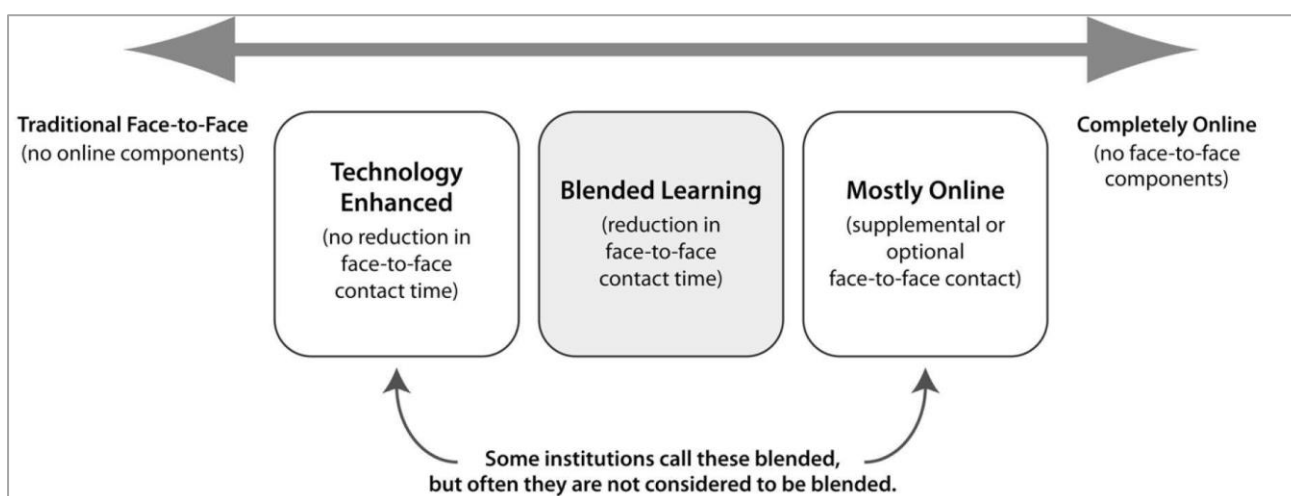 Traditional Face-to-Face
(no online components)
Technology
Enhanced
(no reduction in
face-to-face
contact time)
Blended Learning
(reduction in
face-to-face
contact time)
Mostly Online
(supplemental or
optional
face-to-face contact)
Completely Online
(no face-to-face
components)
Some institutions call these blended,
but often they are not considered to be blended.